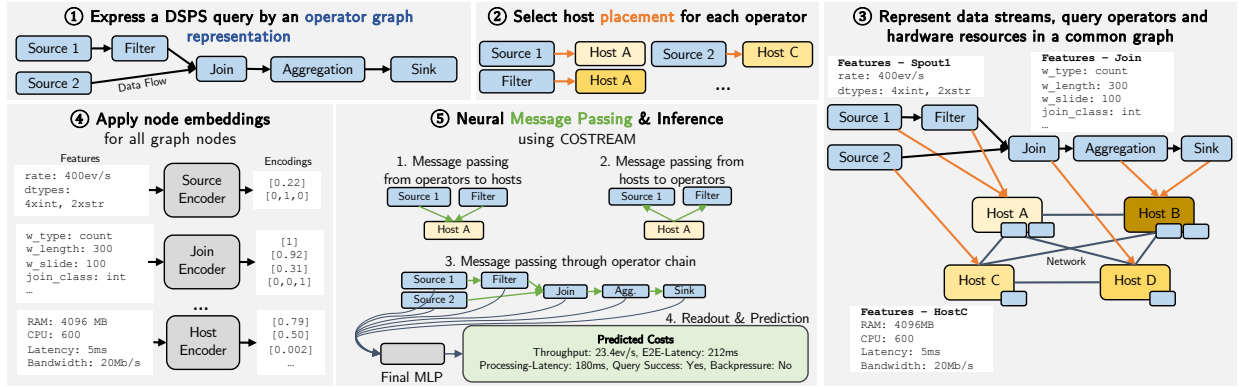 ① Express a DSPS query by an operator graph
representation
Source 1
Filter
Source 2
Join
Aggregation
Sink
Data Flow
② Select host placement for each operator
Source 1
Host A
Source 2
Host C
Filter
Host A
...
③ Represent data streams, query operators and
hardware resources in a common graph
Features – Spout1
rate: 400ev/s
dtypes: 4xint, 2xstr
Features – Join
w_type: count
w_length: 300
w_slide: 100
join_class: int
…
Source 1
Filter
Source 2
Join
Aggregation
Sink
Host A
Host B
Network
Host C
Host D
Features – HostC
RAM: 4096MB
CPU: 600
Latency: 5ms
Bandwidth: 20Mb/s
④ Apply node embeddings
for all graph nodes
Features
Encodings
rate: 400ev/s
dtypes:
4xint, 2xstr
Source
Encoder
[0.22]
[0,1,0]
w_type: count
w_length: 300
w_slide: 100
join_class: int
…
Join
Encoder
[1]
[0.92]
[0.31]
[0,0,1]
...
RAM: 4096 MB
CPU: 600
Latency: 5ms
Bandwidth: 20Mb/s
Host
Encoder
[0.79]
[0.50]
[0.002]
…
⑤ Neural Message Passing & Inference
using COSTREAM
1. Message passing
from operators to hosts
Source 1
Filter
Host A
2. Message passing from
hosts to operators
Source 1
Filter
Host A
3. Message passing through operator chain
Source 1
Filter
Source 2
Join
Agg.
Sink
4. Readout & Prediction
Final MLP
Predicted Costs
Throughput: 23.4ev/s, E2E-Latency: 212ms
Processing-Latency: 180ms, Query Success: Yes, Backpressure: No